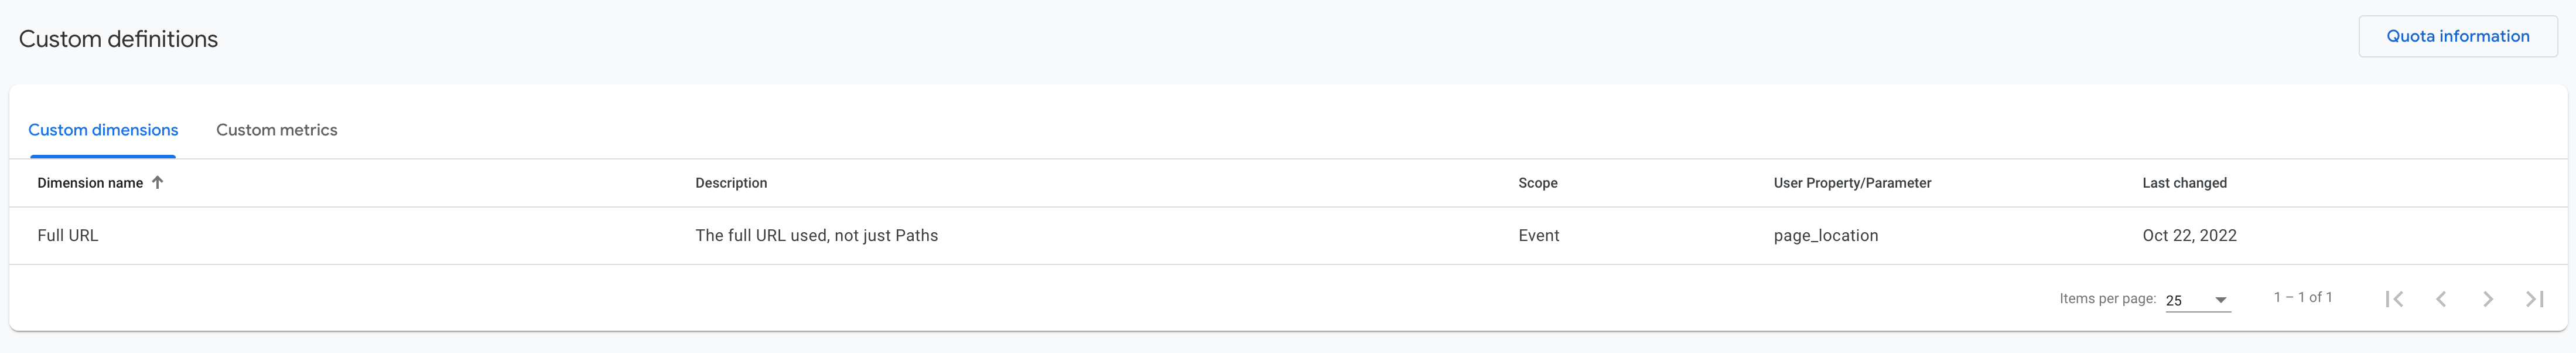 Custom definitions
Quota information
Custom dimensions Custom metrics
Dimension name Description Scope User Property/Parameter Last changed
Full URL The full URL used, not just Paths Event page_location Oct 22, 2022
Items per page: 25 1 – 1 of 1